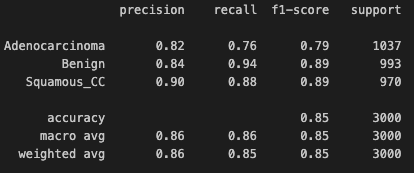 precision recall f1-score support
Adenocarcinoma 0.82 0.76 0.79 1037
Benign 0.84 0.94 0.89 993
Squamous_CC 0.90 0.88 0.89 970
accuracy 0.85 3000
macro avg 0.86 0.86 0.85 3000
weighted avg 0.86 0.85 0.85 3000